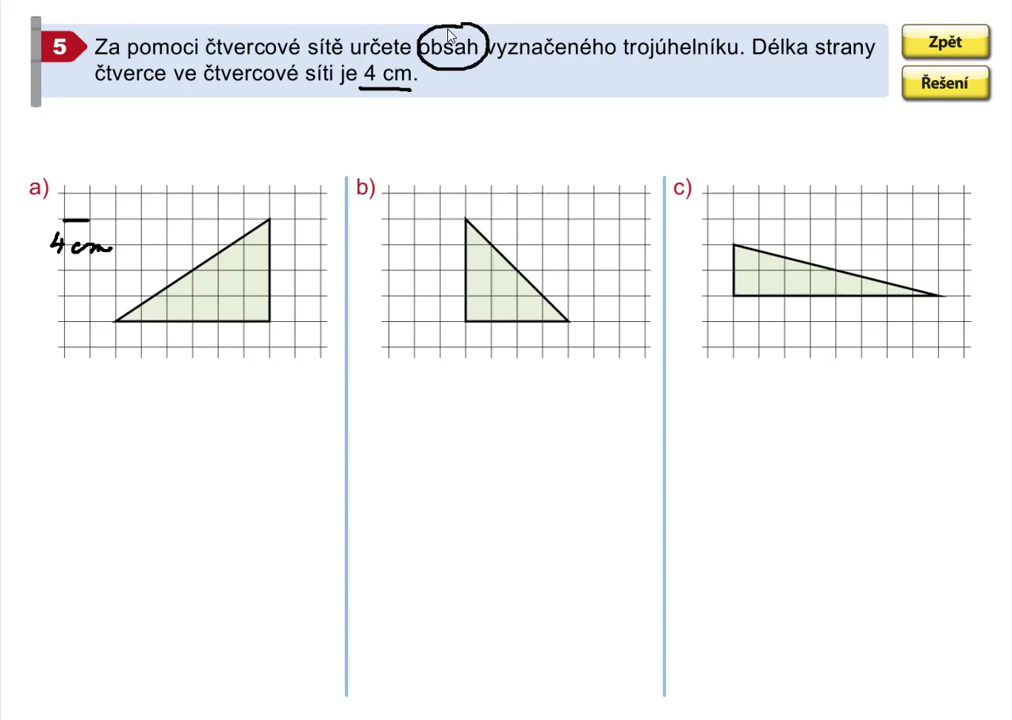 5 Za pomoci čtvercové sítě určete obsah vyznačeného trojúhelníku. Délka strany
čtverce ve čtvercové síti je 4 cm.
Zpět
Řešení
a)
b)
c)
4 cm